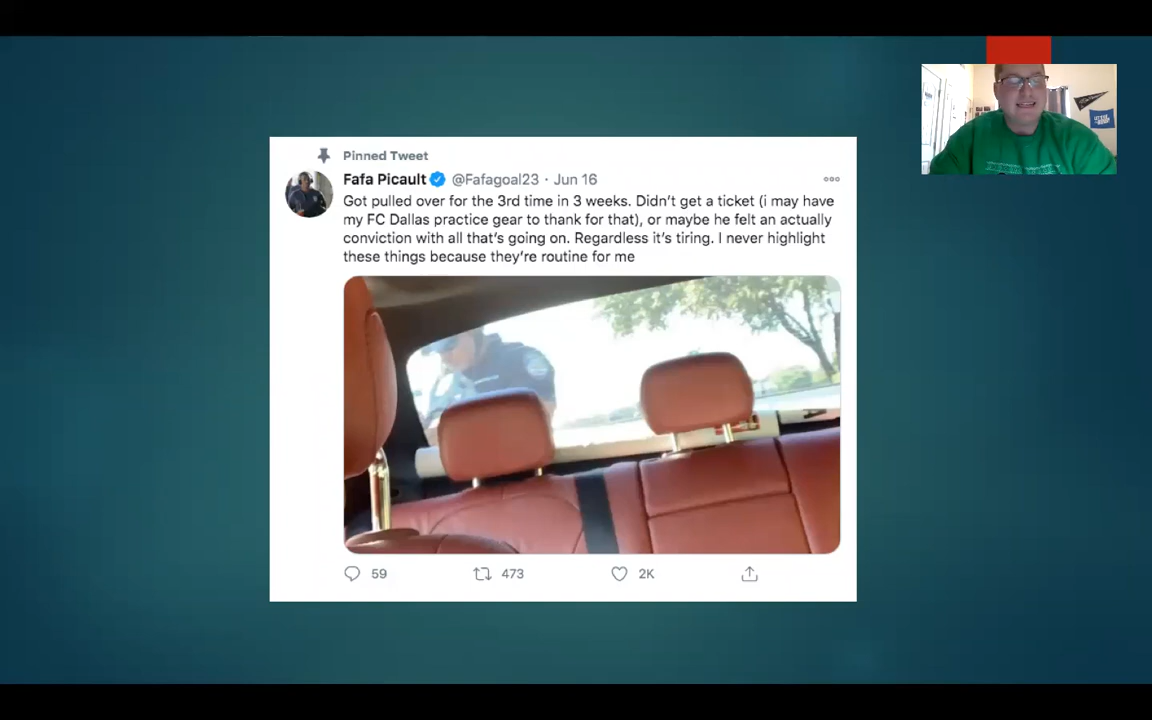 Pinned Tweet
Fafa Picault @Fafagoal23 · Jun 16
Got pulled over for the 3rd time in 3 weeks. Didn't get a ticket (i may have
my FC Dallas practice gear to thank for that), or maybe he felt an actually
conviction with all that's going on. Regardless it's tiring. I never highlight
these things because they're routine for me
59 473 2K